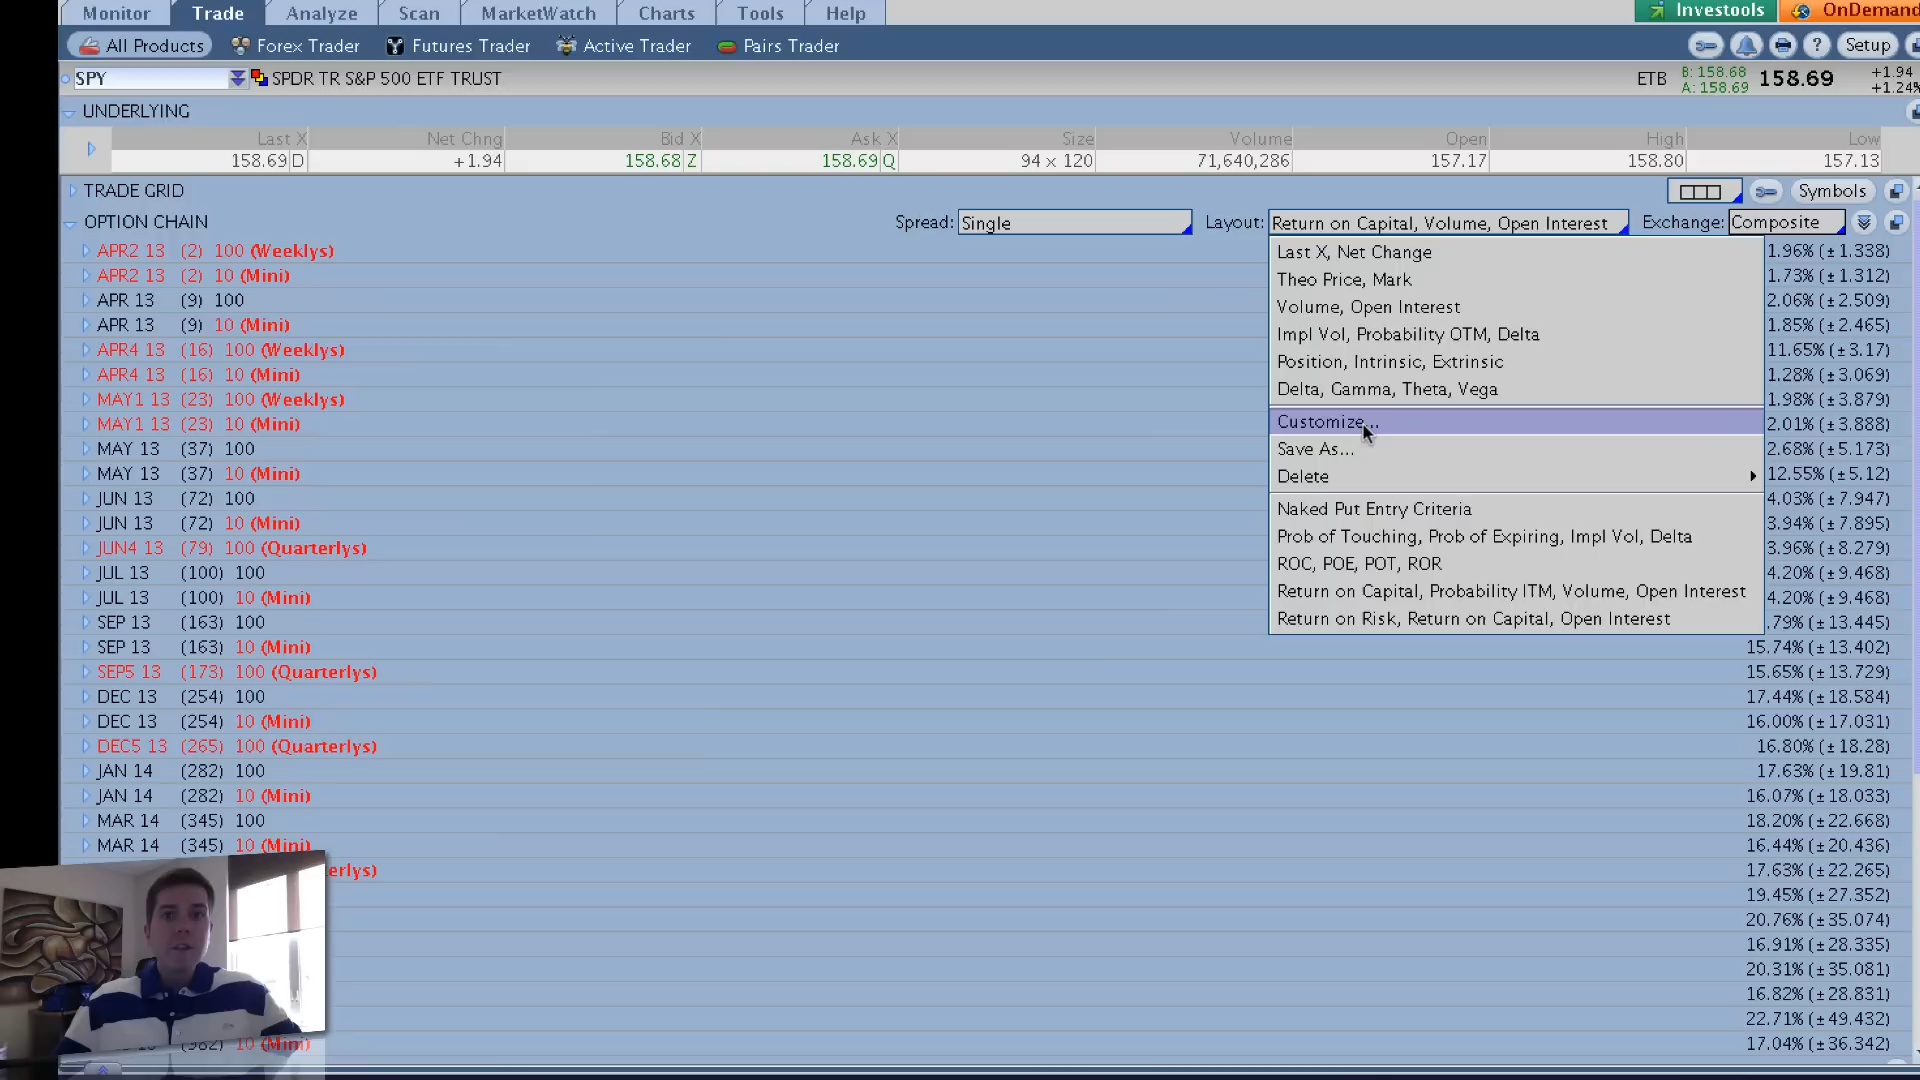 Monitor Trade Analyze Scan MarketWatch Charts Tools Help Investools OnDemand
All Products Forex Trader Futures Trader Active Trader Pairs Trader ? Setup
SPY SPDR TR S&P 500 ETF TRUST ETB B: 158.68 A: 158.69 158.69 +1.94 +1.24%
UNDERLYING
Last X Net Chng Bid X Ask X Size Volume Open High Low
158.69 D +1.94 158.68 Z 158.69 Q 94 x 120 71,640,286 157.17 158.80 157.13
TRADE GRID Symbols
OPTION CHAIN Spread: Single Layout: Return on Capital, Volume, Open Interest Exchange: Composite
APR2 13 (2) 100 (Weeklys) 1.96% (±1.338)
APR2 13 (2) 10 (Mini) 1.73% (±1.312)
APR 13 (9) 100 2.06% (±2.509)
APR 13 (9) 10 (Mini) 1.85% (±2.465)
APR4 13 (16) 100 (Weeklys) 11.65% (±3.17)
APR4 13 (16) 10 (Mini) 1.28% (±3.069)
MAY1 13 (23) 100 (Weeklys) 1.98% (±3.879)
MAY1 13 (23) 10 (Mini) 2.01% (±3.888)
MAY 13 (37) 100 2.68% (±5.173)
MAY 13 (37) 10 (Mini) 12.55% (±5.12)
JUN 13 (72) 100 4.03% (±7.947)
JUN 13 (72) 10 (Mini) 3.94% (±7.895)
JUN4 13 (79) 100 (Quarterlys) 3.96% (±8.279)
JUL 13 (100) 100 4.20% (±9.468)
JUL 13 (100) 10 (Mini) 4.20% (±9.468)
SEP 13 (163) 100 .79% (±13.445)
SEP 13 (163) 10 (Mini) 15.74% (±13.402)
SEP5 13 (173) 100 (Quarterlys) 15.65% (±13.729)
DEC 13 (254) 100 17.44% (±18.584)
DEC 13 (254) 10 (Mini) 16.00% (±17.031)
DEC5 13 (265) 100 (Quarterlys) 16.80% (±18.28)
JAN 14 (282) 100 17.63% (±19.81)
JAN 14 (282) 10 (Mini) 16.07% (±18.033)
MAR 14 (345) 100 18.20% (±22.668)
MAR 14 (345) 10 (Mini) 16.44% (±20.436)
erlys) 17.63% (±22.265)
19.45% (±27.352)
20.76% (±35.074)
16.91% (±28.335)
20.31% (±35.081)
16.82% (±28.831)
22.71% (±49.432)
(982) 10 (Mini) 17.04% (±36.342)
Last X, Net Change
Theo Price, Mark
Volume, Open Interest
Impl Vol, Probability OTM, Delta
Position, Intrinsic, Extrinsic
Delta, Gamma, Theta, Vega
Customize...
Save As...
Delete
Naked Put Entry Criteria
Prob of Touching, Prob of Expiring, Impl Vol, Delta
ROC, POE, POT, ROR
Return on Capital, Probability ITM, Volume, Open Interest
Return on Risk, Return on Capital, Open Interest